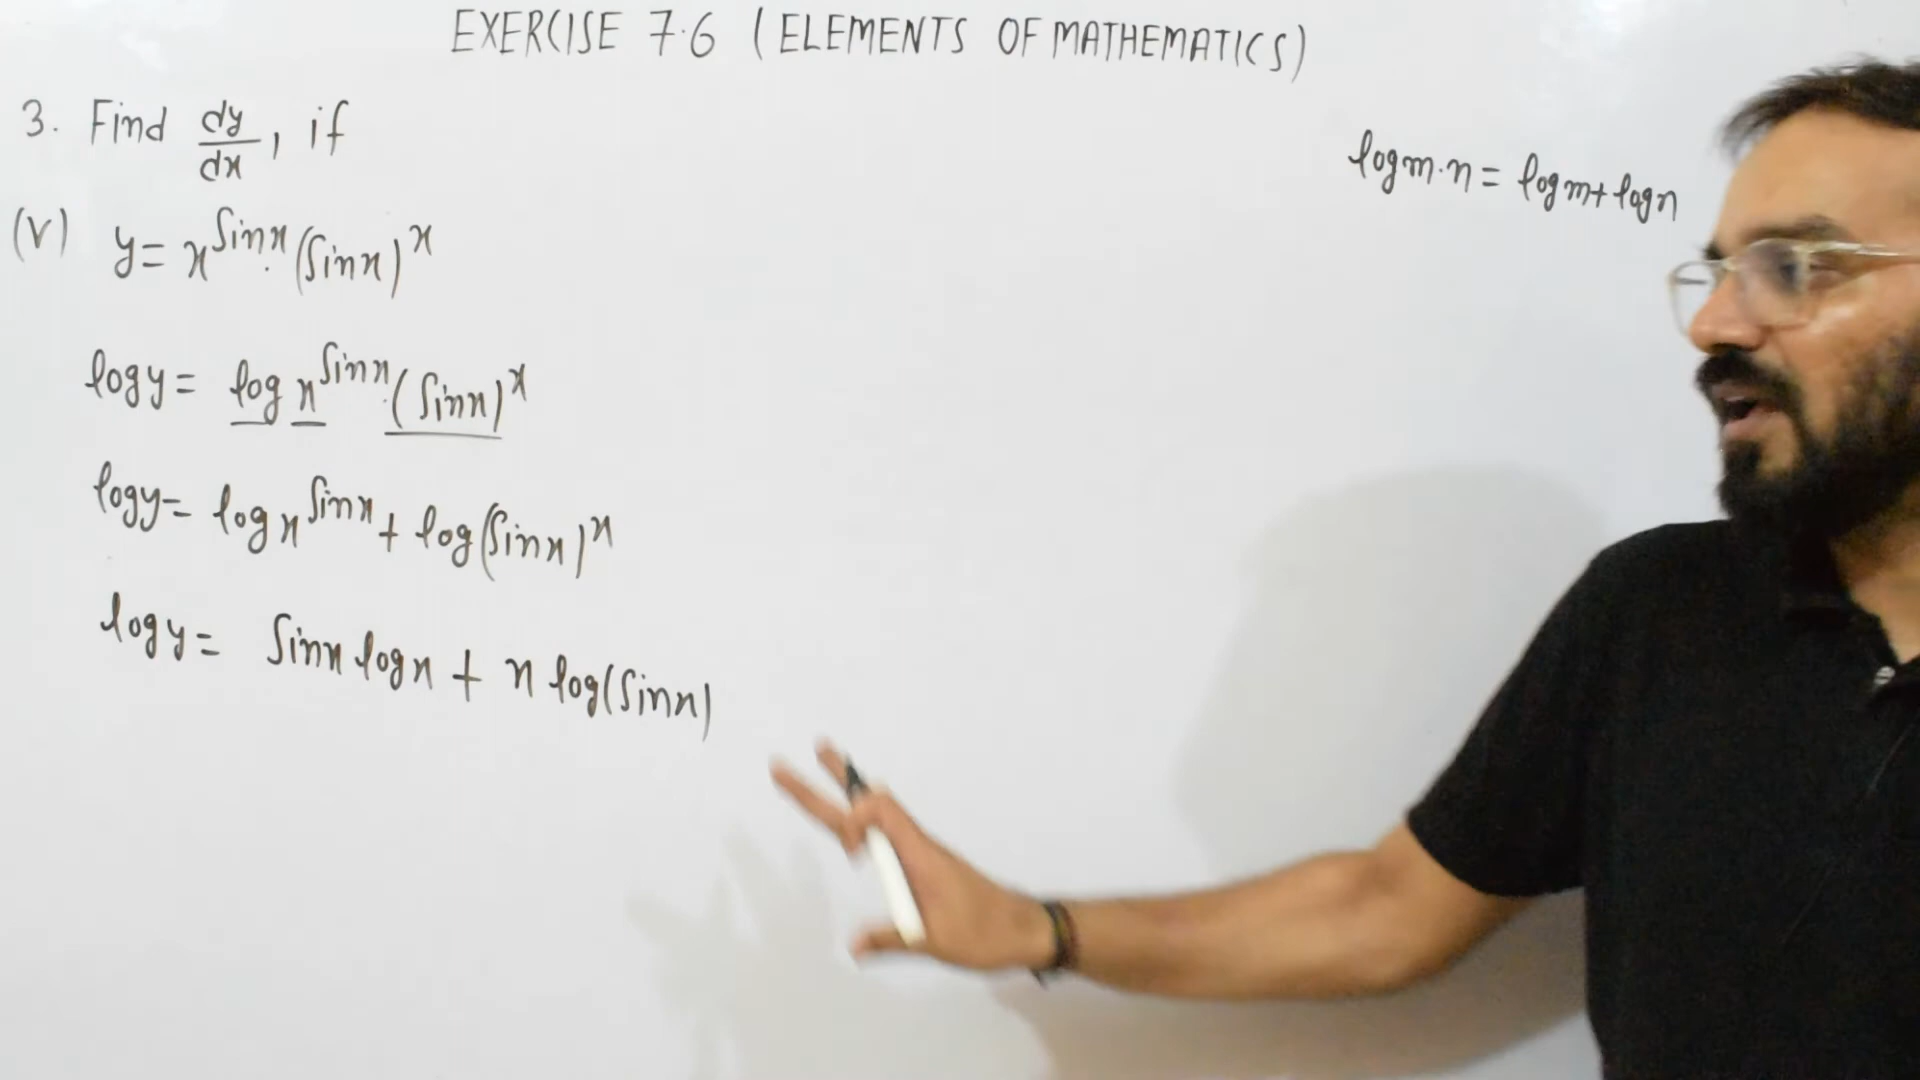 EXERCISE 7.6 (ELEMENTS OF MATHEMATICS)
3. Find dy/dx, if
log m·n = log m + log n
(v) y = x^Sinx (Sinx)^x
log y = log x^Sinx (Sinx)^x
log y = log x^Sinx + log(Sinx)^x
log y = Sinx log x + x log(Sinx)